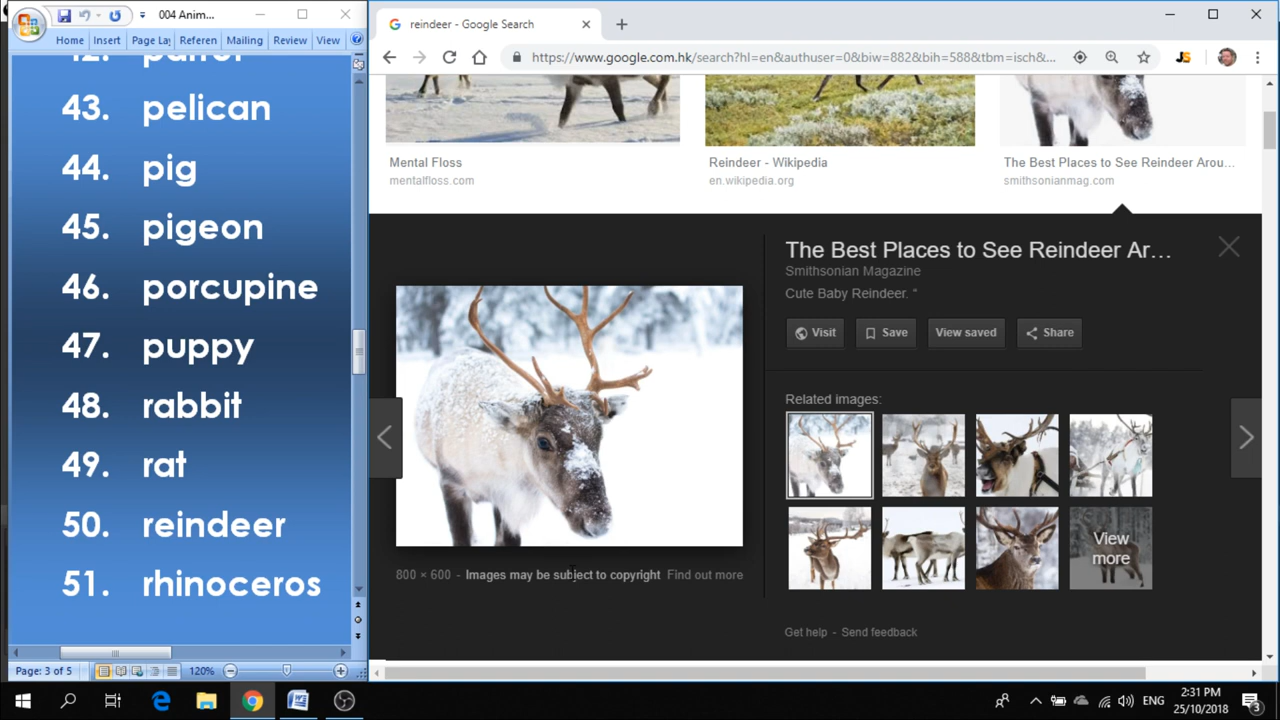 004 Anim...
Home Insert Page La Referen Mailing Review View
42. parrot
43. pelican
44. pig
45. pigeon
46. porcupine
47. puppy
48. rabbit
49. rat
50. reindeer
51. rhinoceros
Page: 3 of 5
120%
reindeer - Google Search
https://www.google.com.hk/search?hl=en&authuser=0&biw=882&bih=588&tbm=isch&...
JS
Mental Floss
mentalfloss.com
Reindeer - Wikipedia
en.wikipedia.org
The Best Places to See Reindeer Arou...
smithsonianmag.com
The Best Places to See Reindeer Ar...
Smithsonian Magazine
Cute Baby Reindeer. "
Visit Save View saved Share
Related images:
View more
800 × 600 - Images may be subject to copyright Find out more
Get help - Send feedback
ENG
2:31 PM
25/10/2018
3